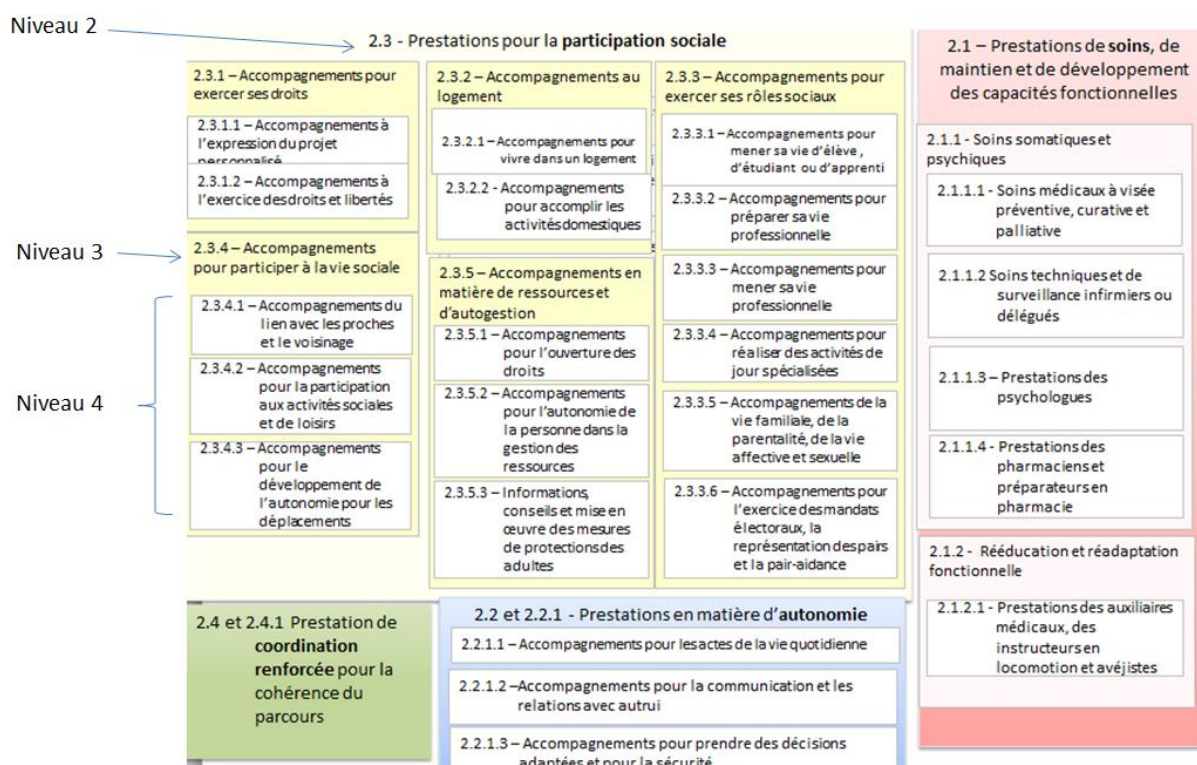 Niveau 2
2.3 - Prestations pour la participation sociale
2.3.1 – Accompagnements pour
exercer ses droits
2.3.1.1 – Accompagnements à
l'expression du projet
personnalisé
2.3.1.2 – Accompagnements à
l'exercice des droits et libertés
Niveau 3
2.3.4 – Accompagnements
pour participer à la vie sociale
Niveau 4
2.3.4.1 – Accompagnements du
lien avec les proches
et le voisinage
2.3.4.2 – Accompagnements
pour la participation
aux activités sociales
et de loisirs
2.3.4.3 – Accompagnements
pour le
développement de
l'autonomie pour les
déplacements
2.3.2 – Accompagnements au
logement
2.3.2.1 – Accompagnements pour
vivre dans un logement
2.3.2.2 - Accompagnements
pour accomplir les
activités domestiques
2.3.5 – Accompagnements en
matière de ressources et
d'autogestion
2.3.5.1 – Accompagnements
pour l'ouverture des
droits
2.3.5.2 – Accompagnements
pour l'autonomie de
la personne dans la
gestion des
ressources
2.3.5.3 – Informations,
conseils et mise en
œuvre des mesures
de protections des
adultes
2.3.3 – Accompagnements pour
exercer ses rôles sociaux
2.3.3.1 – Accompagnements pour
mener sa vie d'élève ,
d'étudiant ou d'apprenti
2.3.3.2 – Accompagnements pour
préparer sa vie
professionnelle
2.3.3.3 – Accompagnements pour
mener sa vie
professionnelle
2.3.3.4 – Accompagnements pour
réaliser des activités de
jour spécialisées
2.3.3.5 – Accompagnements de la
vie familiale, de la
parentalité, de la vie
affective et sexuelle
2.3.3.6 – Accompagnements pour
l'exercice des mandats
électoraux, la
représentation des pairs
et la pair-aidance
2.1 – Prestations de soins, de
maintien et de développement
des capacités fonctionnelles
2.1.1 - Soins somatiques et
psychiques
2.1.1.1 - Soins médicaux à visée
préventive, curative et
palliative
2.1.1.2 Soins techniques et de
surveillance infirmiers ou
délégués
2.1.1.3 – Prestations des
psychologues
2.1.1.4 - Prestations des
pharmaciens et
préparateurs en
pharmacie
2.1.2 - Rééducation et réadaptation
fonctionnelle
2.1.2.1 - Prestations des auxiliaires
médicaux, des
instructeurs en
locomotion et avéjistes
2.4 et 2.4.1 Prestation de
coordination
renforcée pour la
cohérence du
parcours
2.2 et 2.2.1 - Prestations en matière d'autonomie
2.2.1.1 – Accompagnements pour les actes de la vie quotidienne
2.2.1.2 –Accompagnements pour la communication et les
relations avec autrui
2.2.1.3 – Accompagnements pour prendre des décisions
adaptées et pour la sécurité